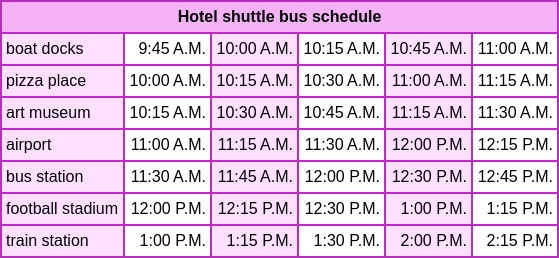 Hotel shuttle bus schedule
boat docks 9:45 A.M. 10:00 A.M. 10:15 A.M. 10:45 A.M. 11:00 A.M.
pizza place 10:00 A.M. 10:15 A.M. 10:30 A.M. 11:00 A.M. 11:15 A.M.
art museum 10:15 A.M. 10:30 A.M. 10:45 A.M. 11:15 A.M. 11:30 A.M.
airport 11:00 A.M. 11:15 A.M. 11:30 A.M. 12:00 P.M. 12:15 P.M.
bus station 11:30 A.M. 11:45 A.M. 12:00 P.M. 12:30 P.M. 12:45 P.M.
football stadium 12:00 P.M. 12:15 P.M. 12:30 P.M. 1:00 P.M. 1:15 P.M.
train station 1:00 P.M. 1:15 P.M. 1:30 P.M. 2:00 P.M. 2:15 P.M.